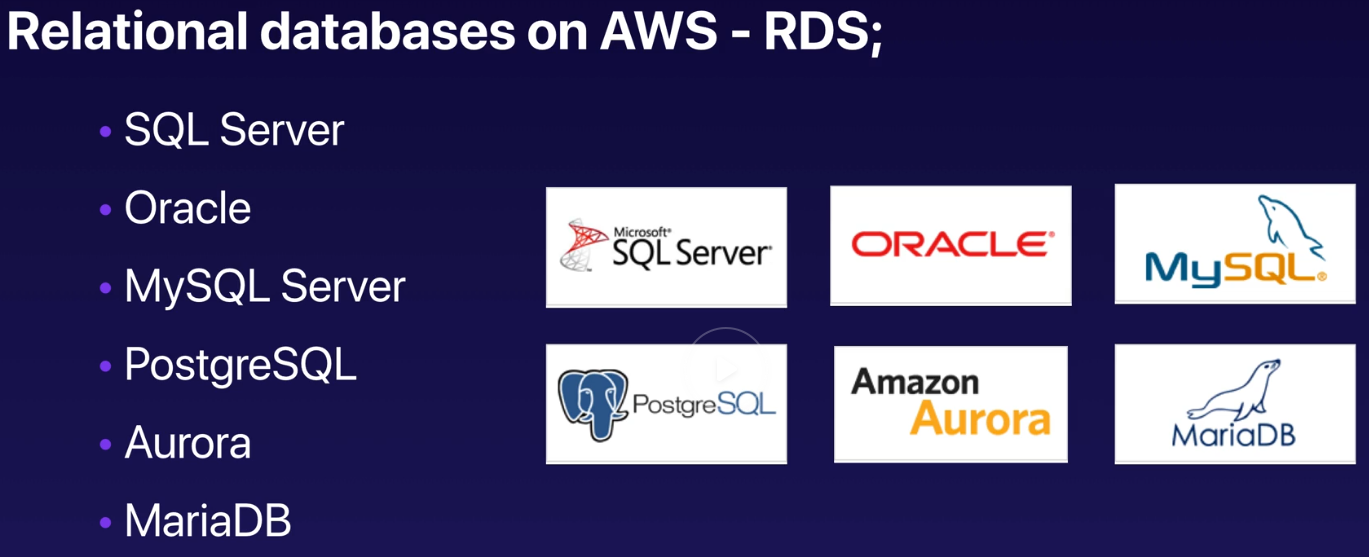 Relational databases on AWS - RDS;
• SQL Server
• Oracle
• MySQL Server
• PostgreSQL
• Aurora
• MariaDB
Microsoft®
SQL Server®
ORACLE®
MySQL®
PostgreSQL
Amazon
Aurora
MariaDB